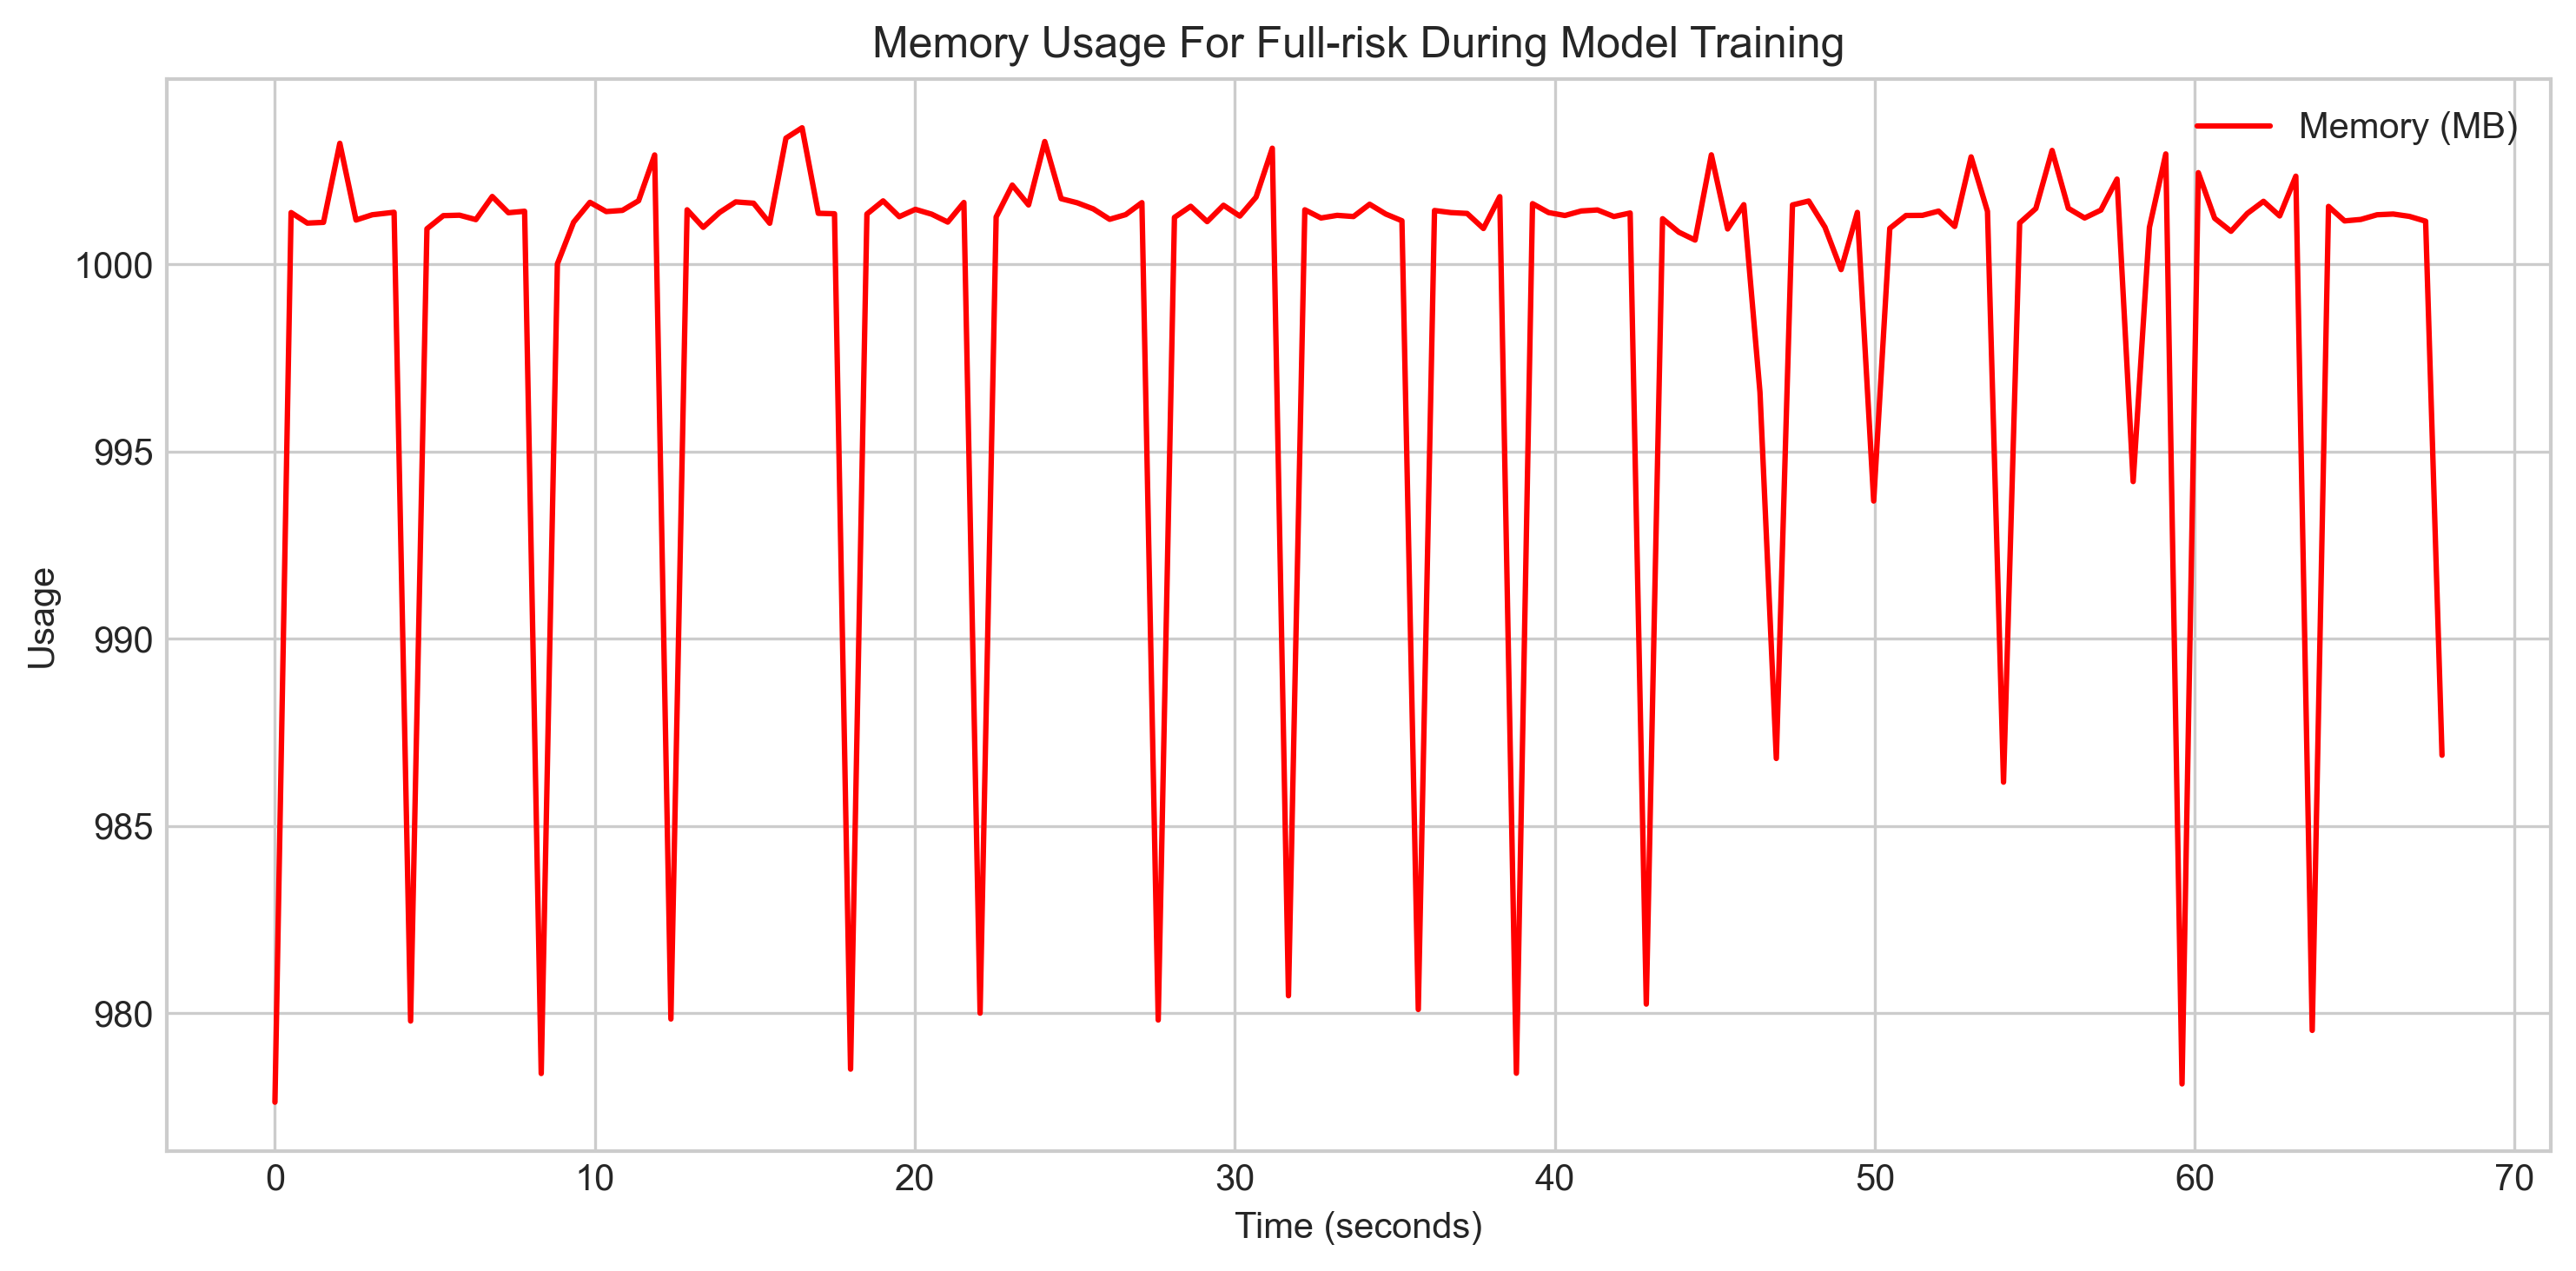 Memory Usage For Full-risk During Model Training
Memory (MB)
Usage
1000
995
990
985
980
0 10 20 30 40 50 60 70
Time (seconds)